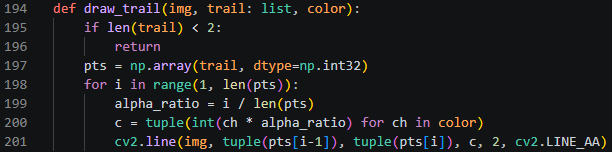 194 def draw_trail(img, trail: list, color):
195     if len(trail) < 2:
196         return
197     pts = np.array(trail, dtype=np.int32)
198     for i in range(1, len(pts)):
199         alpha_ratio = i / len(pts)
200         c = tuple(int(ch * alpha_ratio) for ch in color)
201         cv2.line(img, tuple(pts[i-1]), tuple(pts[i]), c, 2, cv2.LINE_AA)